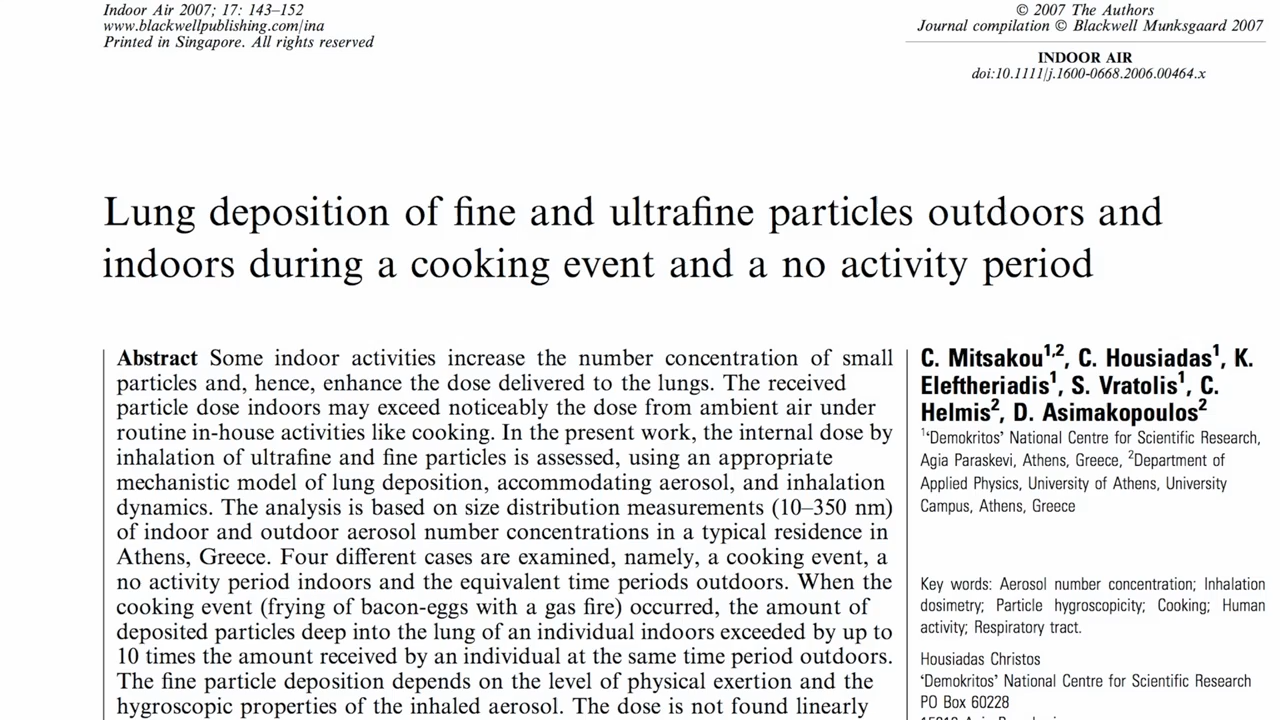 Indoor Air 2007; 17: 143–152
www.blackwellpublishing.com/ina
Printed in Singapore. All rights reserved
© 2007 The Authors
Journal compilation © Blackwell Munksgaard 2007
INDOOR AIR
doi:10.1111/j.1600-0668.2006.00464.x
Lung deposition of fine and ultrafine particles outdoors and
indoors during a cooking event and a no activity period
Abstract Some indoor activities increase the number concentration of small
particles and, hence, enhance the dose delivered to the lungs. The received
particle dose indoors may exceed noticeably the dose from ambient air under
routine in-house activities like cooking. In the present work, the internal dose by
inhalation of ultrafine and fine particles is assessed, using an appropriate
mechanistic model of lung deposition, accommodating aerosol, and inhalation
dynamics. The analysis is based on size distribution measurements (10–350 nm)
of indoor and outdoor aerosol number concentrations in a typical residence in
Athens, Greece. Four different cases are examined, namely, a cooking event, a
no activity period indoors and the equivalent time periods outdoors. When the
cooking event (frying of bacon-eggs with a gas fire) occurred, the amount of
deposited particles deep into the lung of an individual indoors exceeded by up to
10 times the amount received by an individual at the same time period outdoors.
The fine particle deposition depends on the level of physical exertion and the
hygroscopic properties of the inhaled aerosol. The dose is not found linearly
C. Mitsakou1,2, C. Housiadas1, K.
Eleftheriadis1, S. Vratolis1, C.
Helmis2, D. Asimakopoulos2
1‘Demokritos’ National Centre for Scientific Research,
Agia Paraskevi, Athens, Greece, 2Department of
Applied Physics, University of Athens, University
Campus, Athens, Greece
Key words: Aerosol number concentration; Inhalation
dosimetry; Particle hygroscopicity; Cooking; Human
activity; Respiratory tract.
Housiadas Christos
‘Demokritos’ National Centre for Scientific Research
PO Box 60228